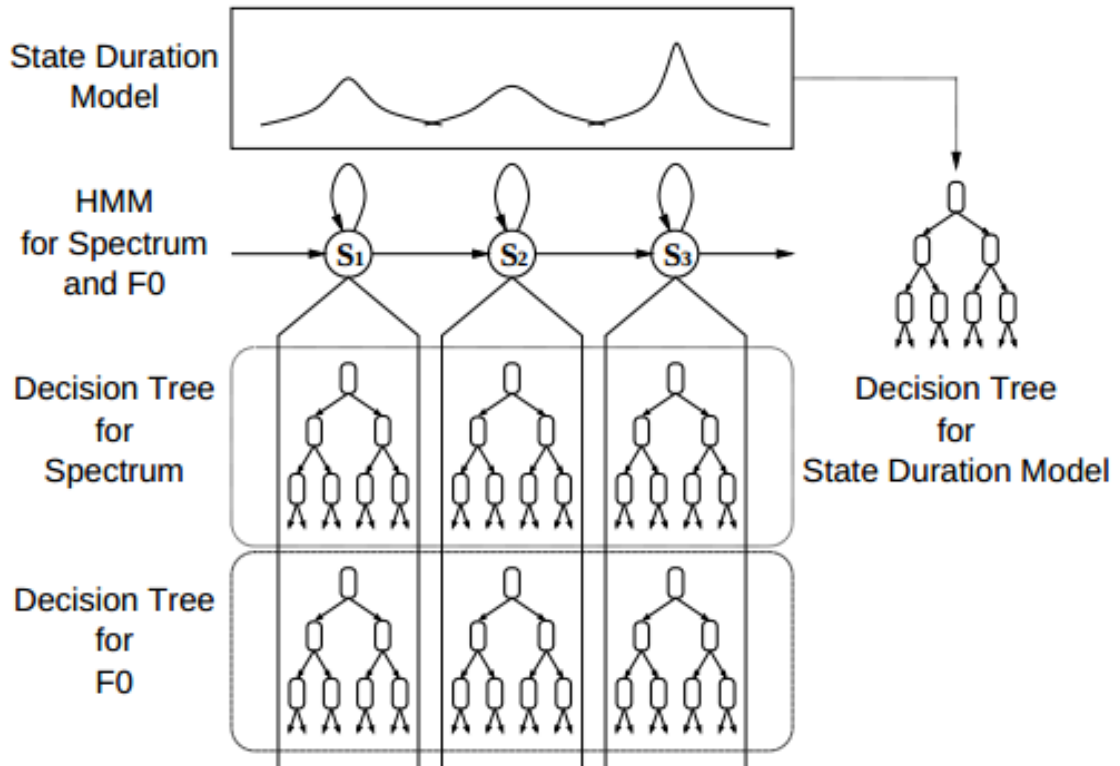 State Duration
Model
HMM
for Spectrum
and F0
S1
S2
S3
Decision Tree
for
Spectrum
Decision Tree
for
State Duration Model
Decision Tree
for
F0